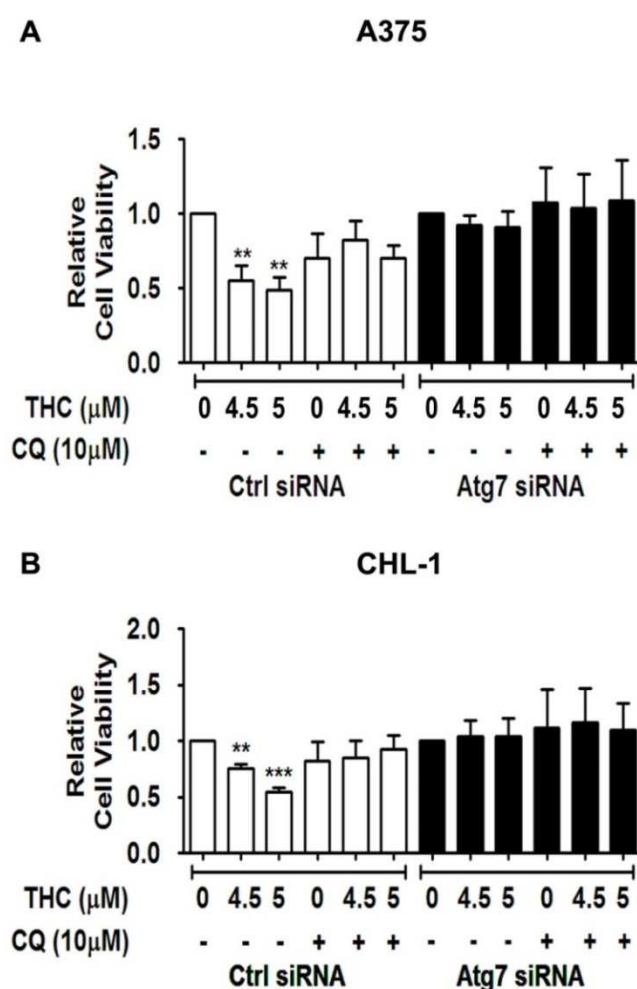 A A375
1.5
1.0
0.5
0.0
Relative
Cell Viability
** **
THC (μM) 0 4.5 5 0 4.5 5 0 4.5 5 0 4.5 5
CQ (10μM) - - - + + + - - - + + +
Ctrl siRNA Atg7 siRNA
B CHL-1
2.0
1.5
1.0
0.5
0.0
Relative
Cell Viability
** ***
THC (μM) 0 4.5 5 0 4.5 5 0 4.5 5 0 4.5 5
CQ (10μM) - - - + + + - - - + + +
Ctrl siRNA Atg7 siRNA